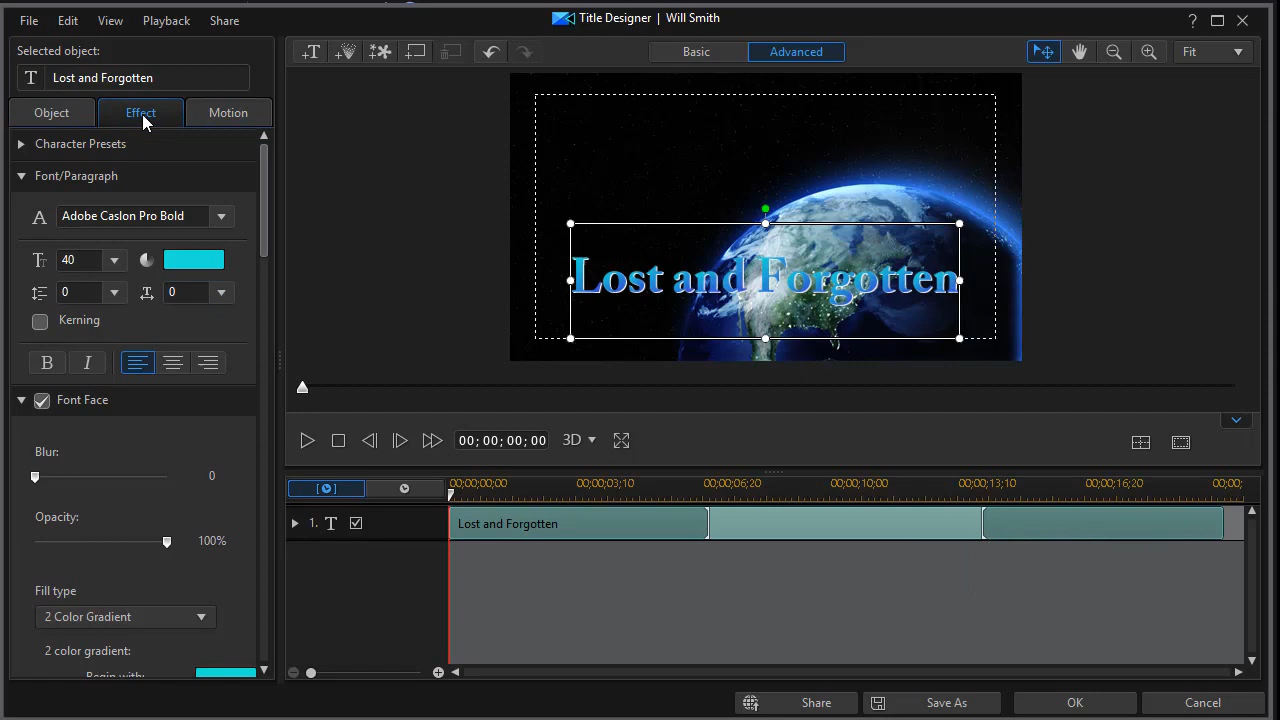 File Edit View Playback Share
Title Designer | Will Smith
?
Selected object:
T Lost and Forgotten
Object Effect Motion
Basic Advanced
Fit
Character Presets
Font/Paragraph
Adobe Caslon Pro Bold
40
0 0
Kerning
B I
Font Face
Blur:
0
Opacity:
100%
Fill type
2 Color Gradient
2 color gradient:
Begin with:
Lost and Forgotten
00; 00; 00; 00 3D
00;00;00;00 00;00;03;10 00;00;06;20 00;00;10;00 00;00;13;10 00;00;16;20 00;00;
1. T Lost and Forgotten
Share Save As OK Cancel